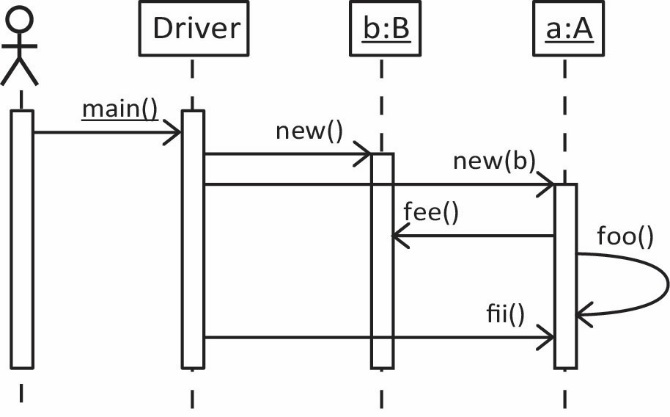 Driver
b:B
a:A
main()
new()
new(b)
fee()
foo()
fii()